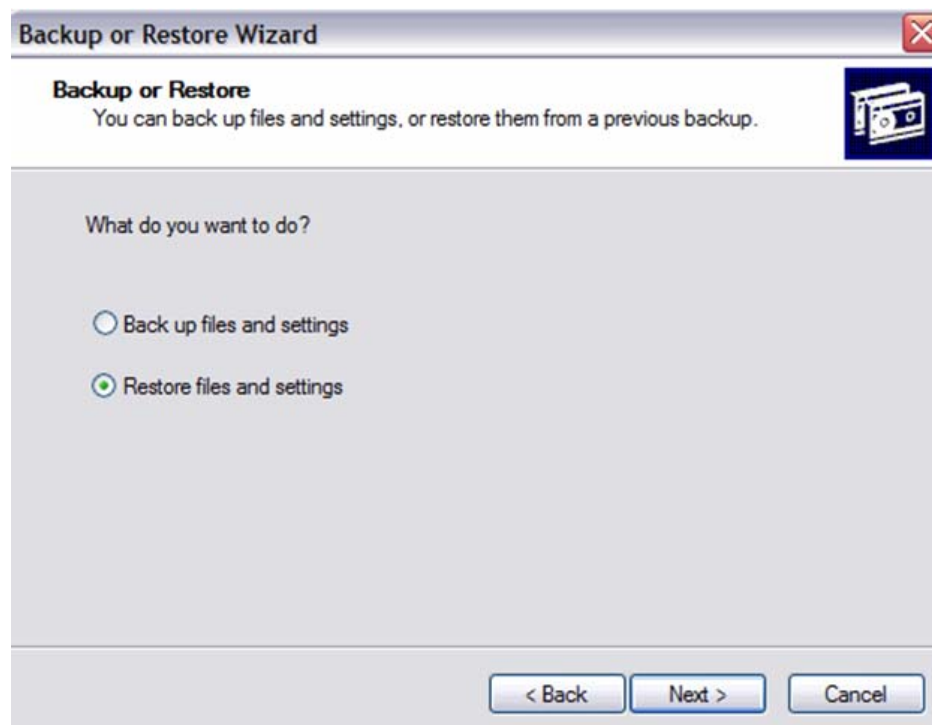 Backup or Restore Wizard
Backup or Restore
You can back up files and settings, or restore them from a previous backup.
What do you want to do?
Back up files and settings
Restore files and settings
< Back Next > Cancel